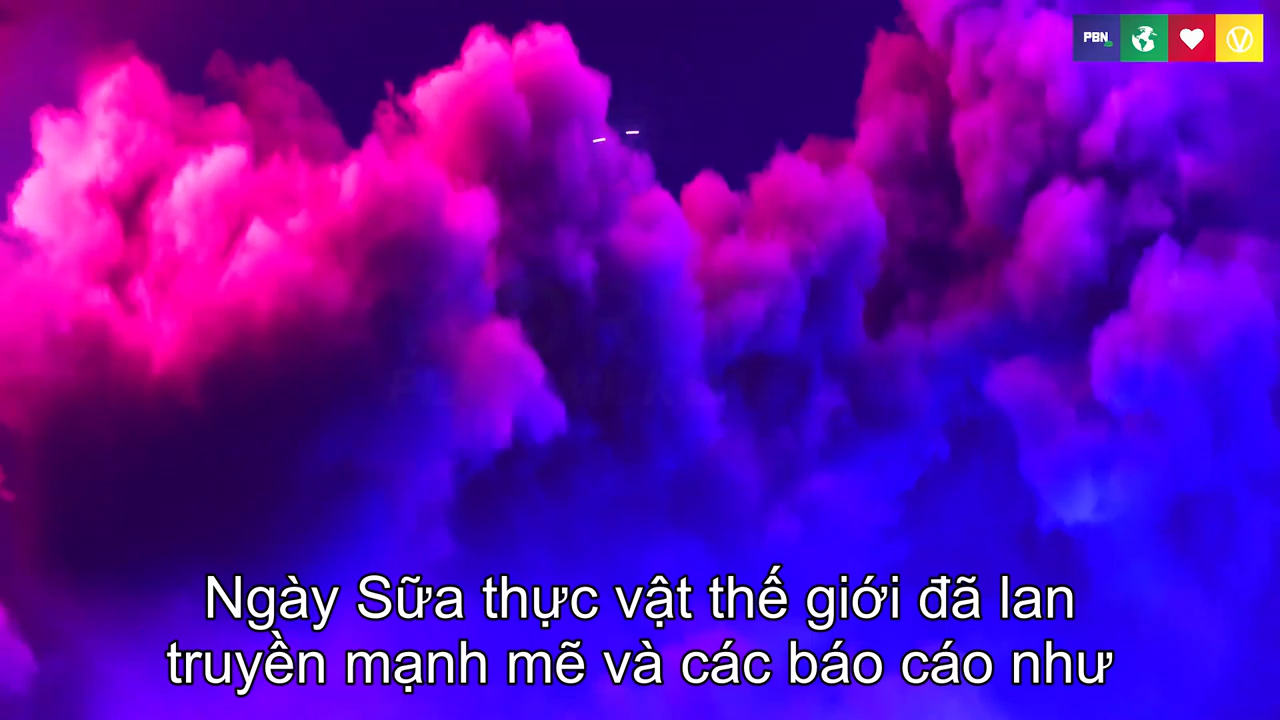 PBN
Ngày Sữa thực vật thế giới đã lan
truyền mạnh mẽ và các báo cáo như